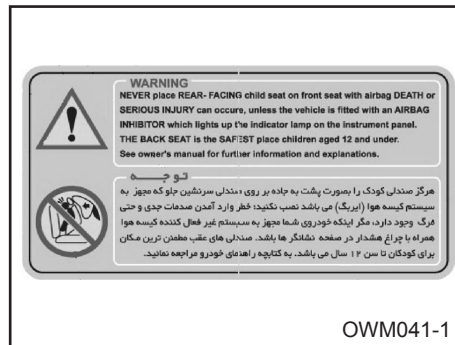 WARNING
NEVER place REAR- FACING child seat on front seat with airbag DEATH or
SERIOUS INJURY can occure, unless the vehicle is fitted with an AIRBAG
INHIBITOR which lights up the indicator lamp on the instrument panel.
THE BACK SEAT IS the SAFEST place children aged 12 and under.
See owner's manual for further information and explanations.
توجه
هرگز صندلی کودک را بصورت پشت به جاده بر روی صندلی سرنشین جلو که مجهز به
سیستم کیسه هوا (ایربگ) می باشد نصب نکنید؛ خطر وارد آمدن صدمات جدی و حتی
مرگ وجود دارد، مگر اینکه خودروی شما مجهز به سیستم غیر فعال کننده کیسه هوا
همراه با چراغ هشدار در صفحه نشانگر ها باشد. صندلی های عقب مطمئن ترین مکان
برای کودکان تا سن ۱۲ سال می باشد. به کتابچه راهنمای خودرو مراجعه نمائید.
OWM041-1